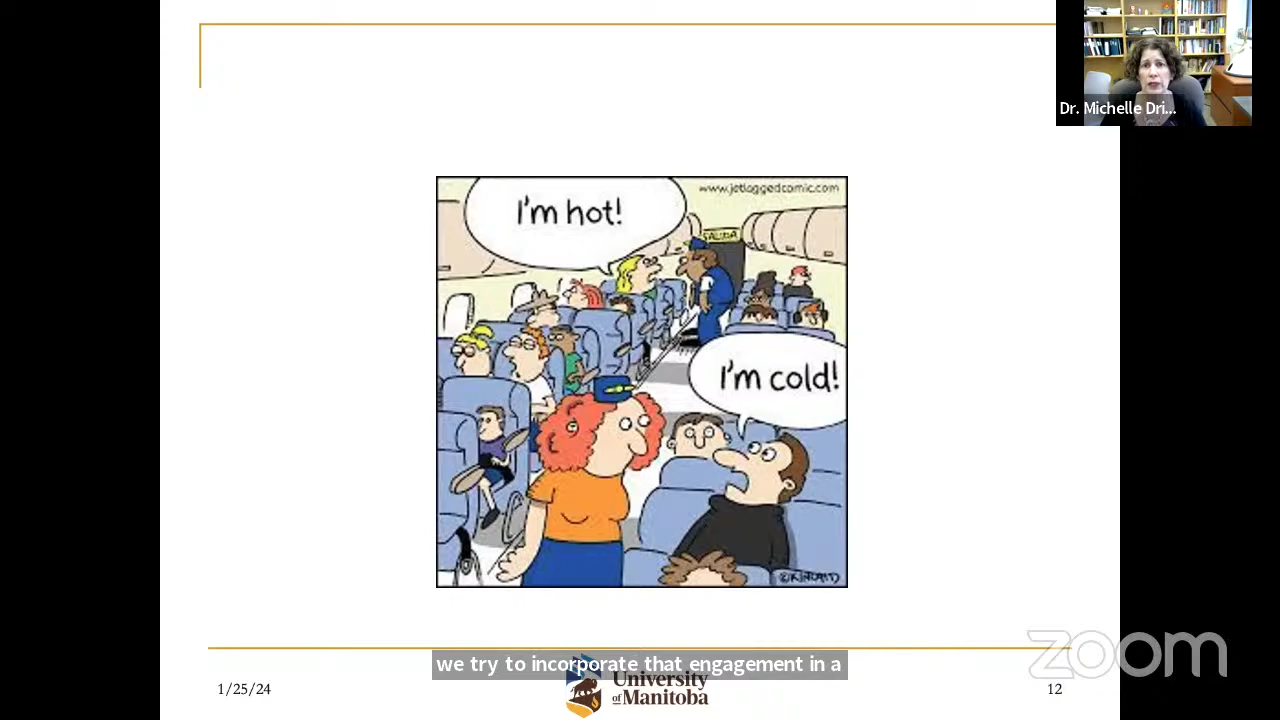 Dr. Michelle Dri...
www.jetlaggedcomic.com
I'm hot!
SALIDA
I'm cold!
we try to incorporate that engagement in a
1/25/24
University
of Manitoba
12
zoom